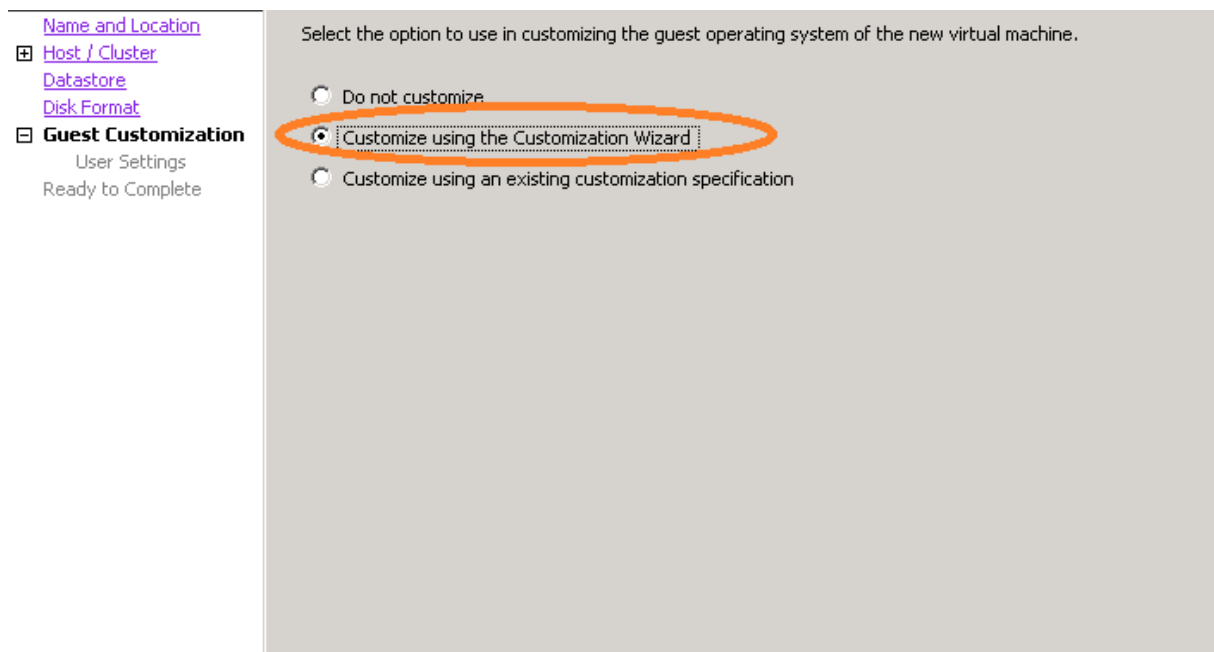 Name and Location
Host / Cluster
Datastore
Disk Format
Guest Customization
User Settings
Ready to Complete
Select the option to use in customizing the guest operating system of the new virtual machine.
Do not customize
Customize using the Customization Wizard
Customize using an existing customization specification